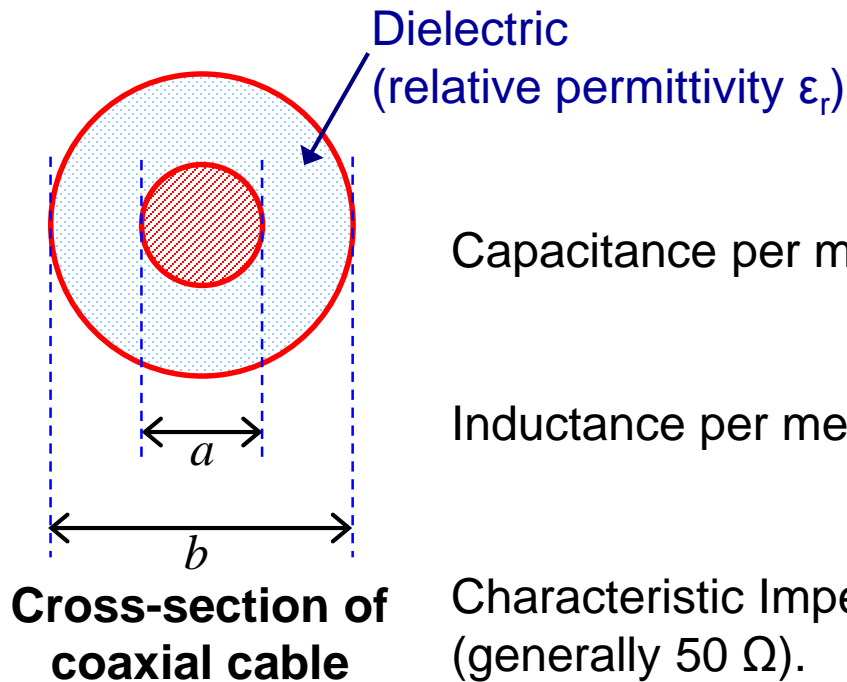 Dielectric
(relative permittivity εr)
Capacitance per m
Inductance per me
a
b
Cross-section of
coaxial cable
Characteristic Impe
(generally 50 Ω).